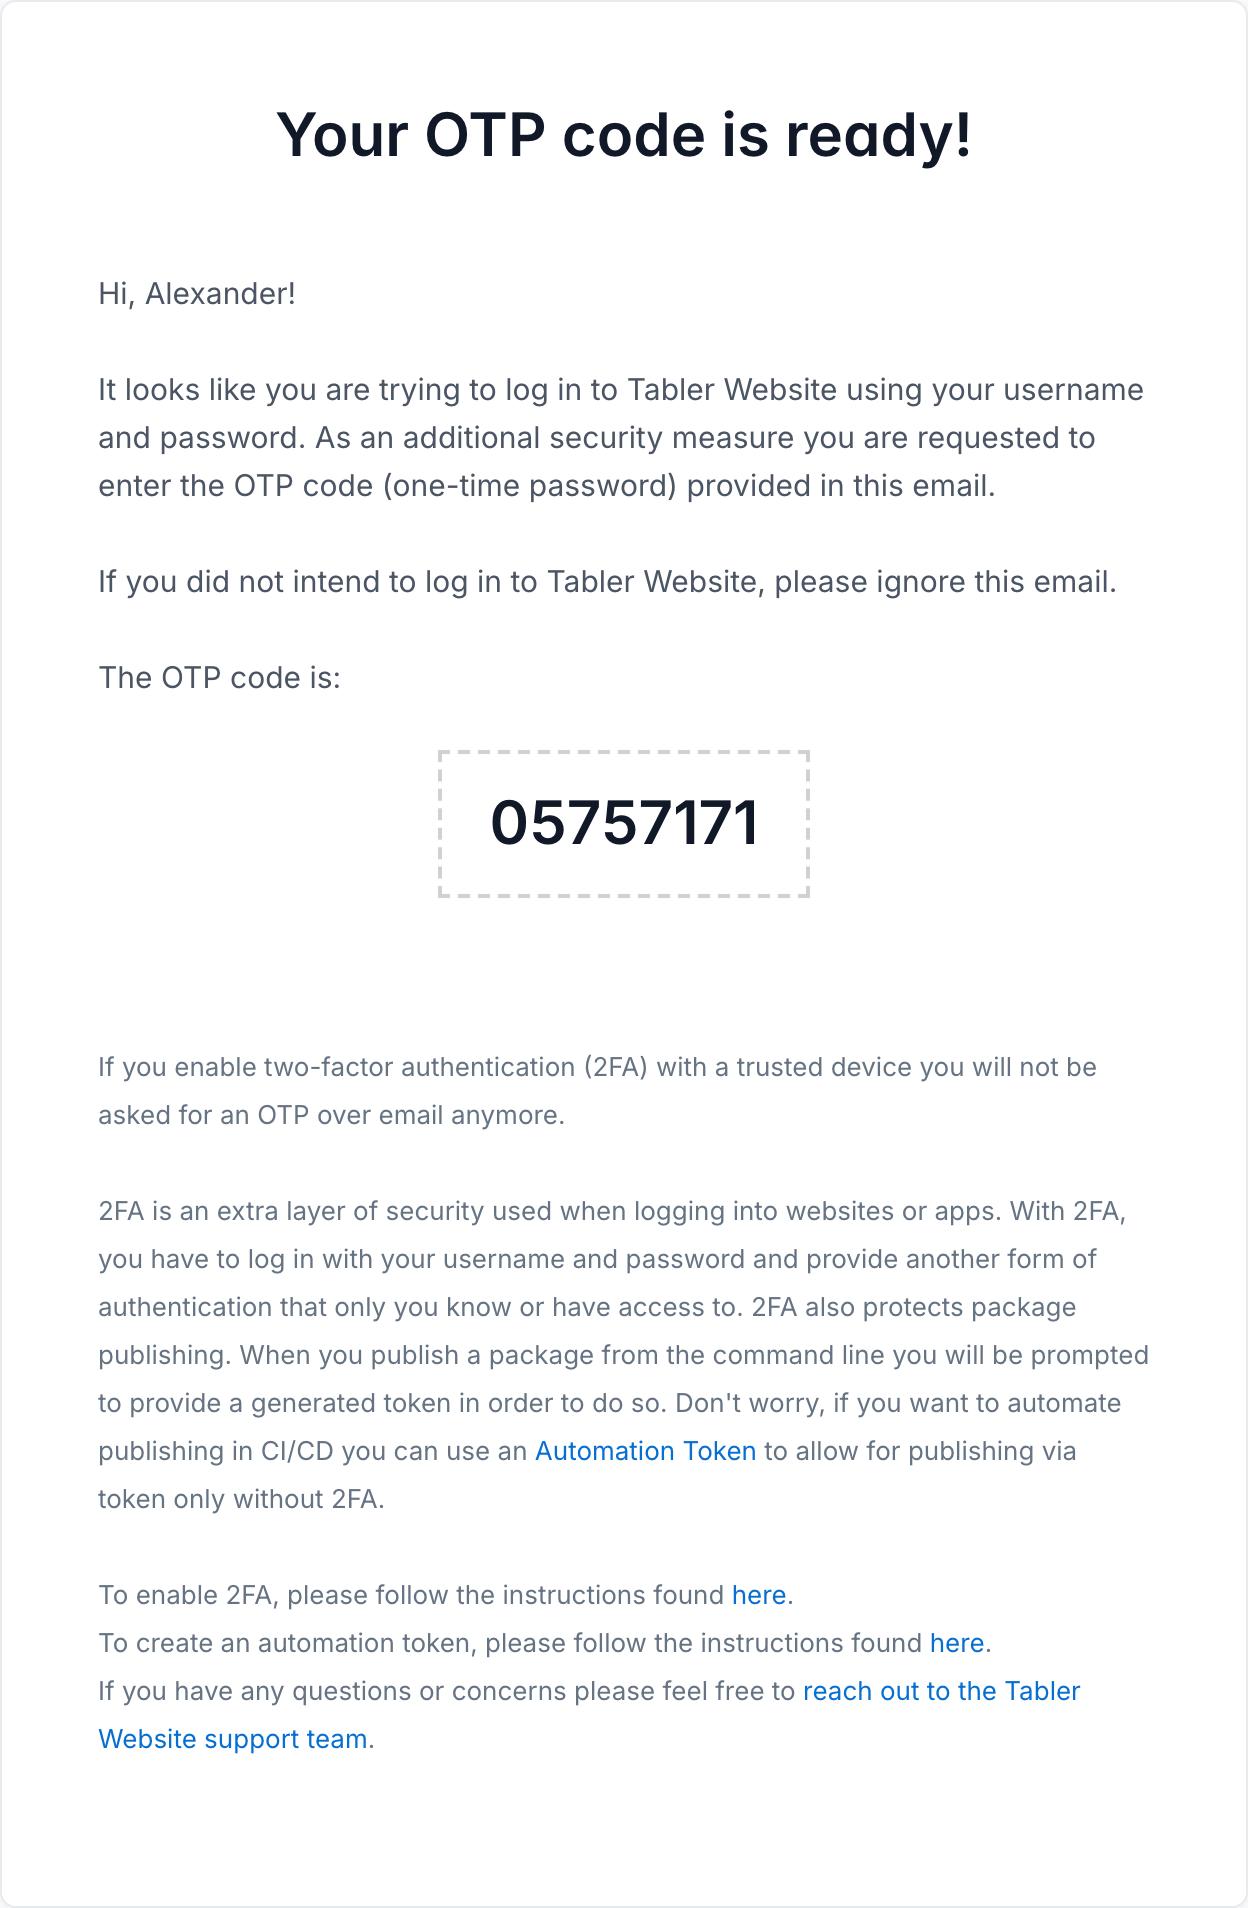 Your OTP code is ready!
Hi, Alexander!
It looks like you are trying to log in to Tabler Website using your username
and password. As an additional security measure you are requested to
enter the OTP code (one-time password) provided in this email.
If you did not intend to log in to Tabler Website, please ignore this email.
The OTP code is:
05757171
If you enable two-factor authentication (2FA) with a trusted device you will not be
asked for an OTP over email anymore.
2FA is an extra layer of security used when logging into websites or apps. With 2FA,
you have to log in with your username and password and provide another form of
authentication that only you know or have access to. 2FA also protects package
publishing. When you publish a package from the command line you will be prompted
to provide a generated token in order to do so. Don't worry, if you want to automate
publishing in CI/CD you can use an Automation Token to allow for publishing via
token only without 2FA.
To enable 2FA, please follow the instructions found here.
To create an automation token, please follow the instructions found here.
If you have any questions or concerns please feel free to reach out to the Tabler
Website support team.